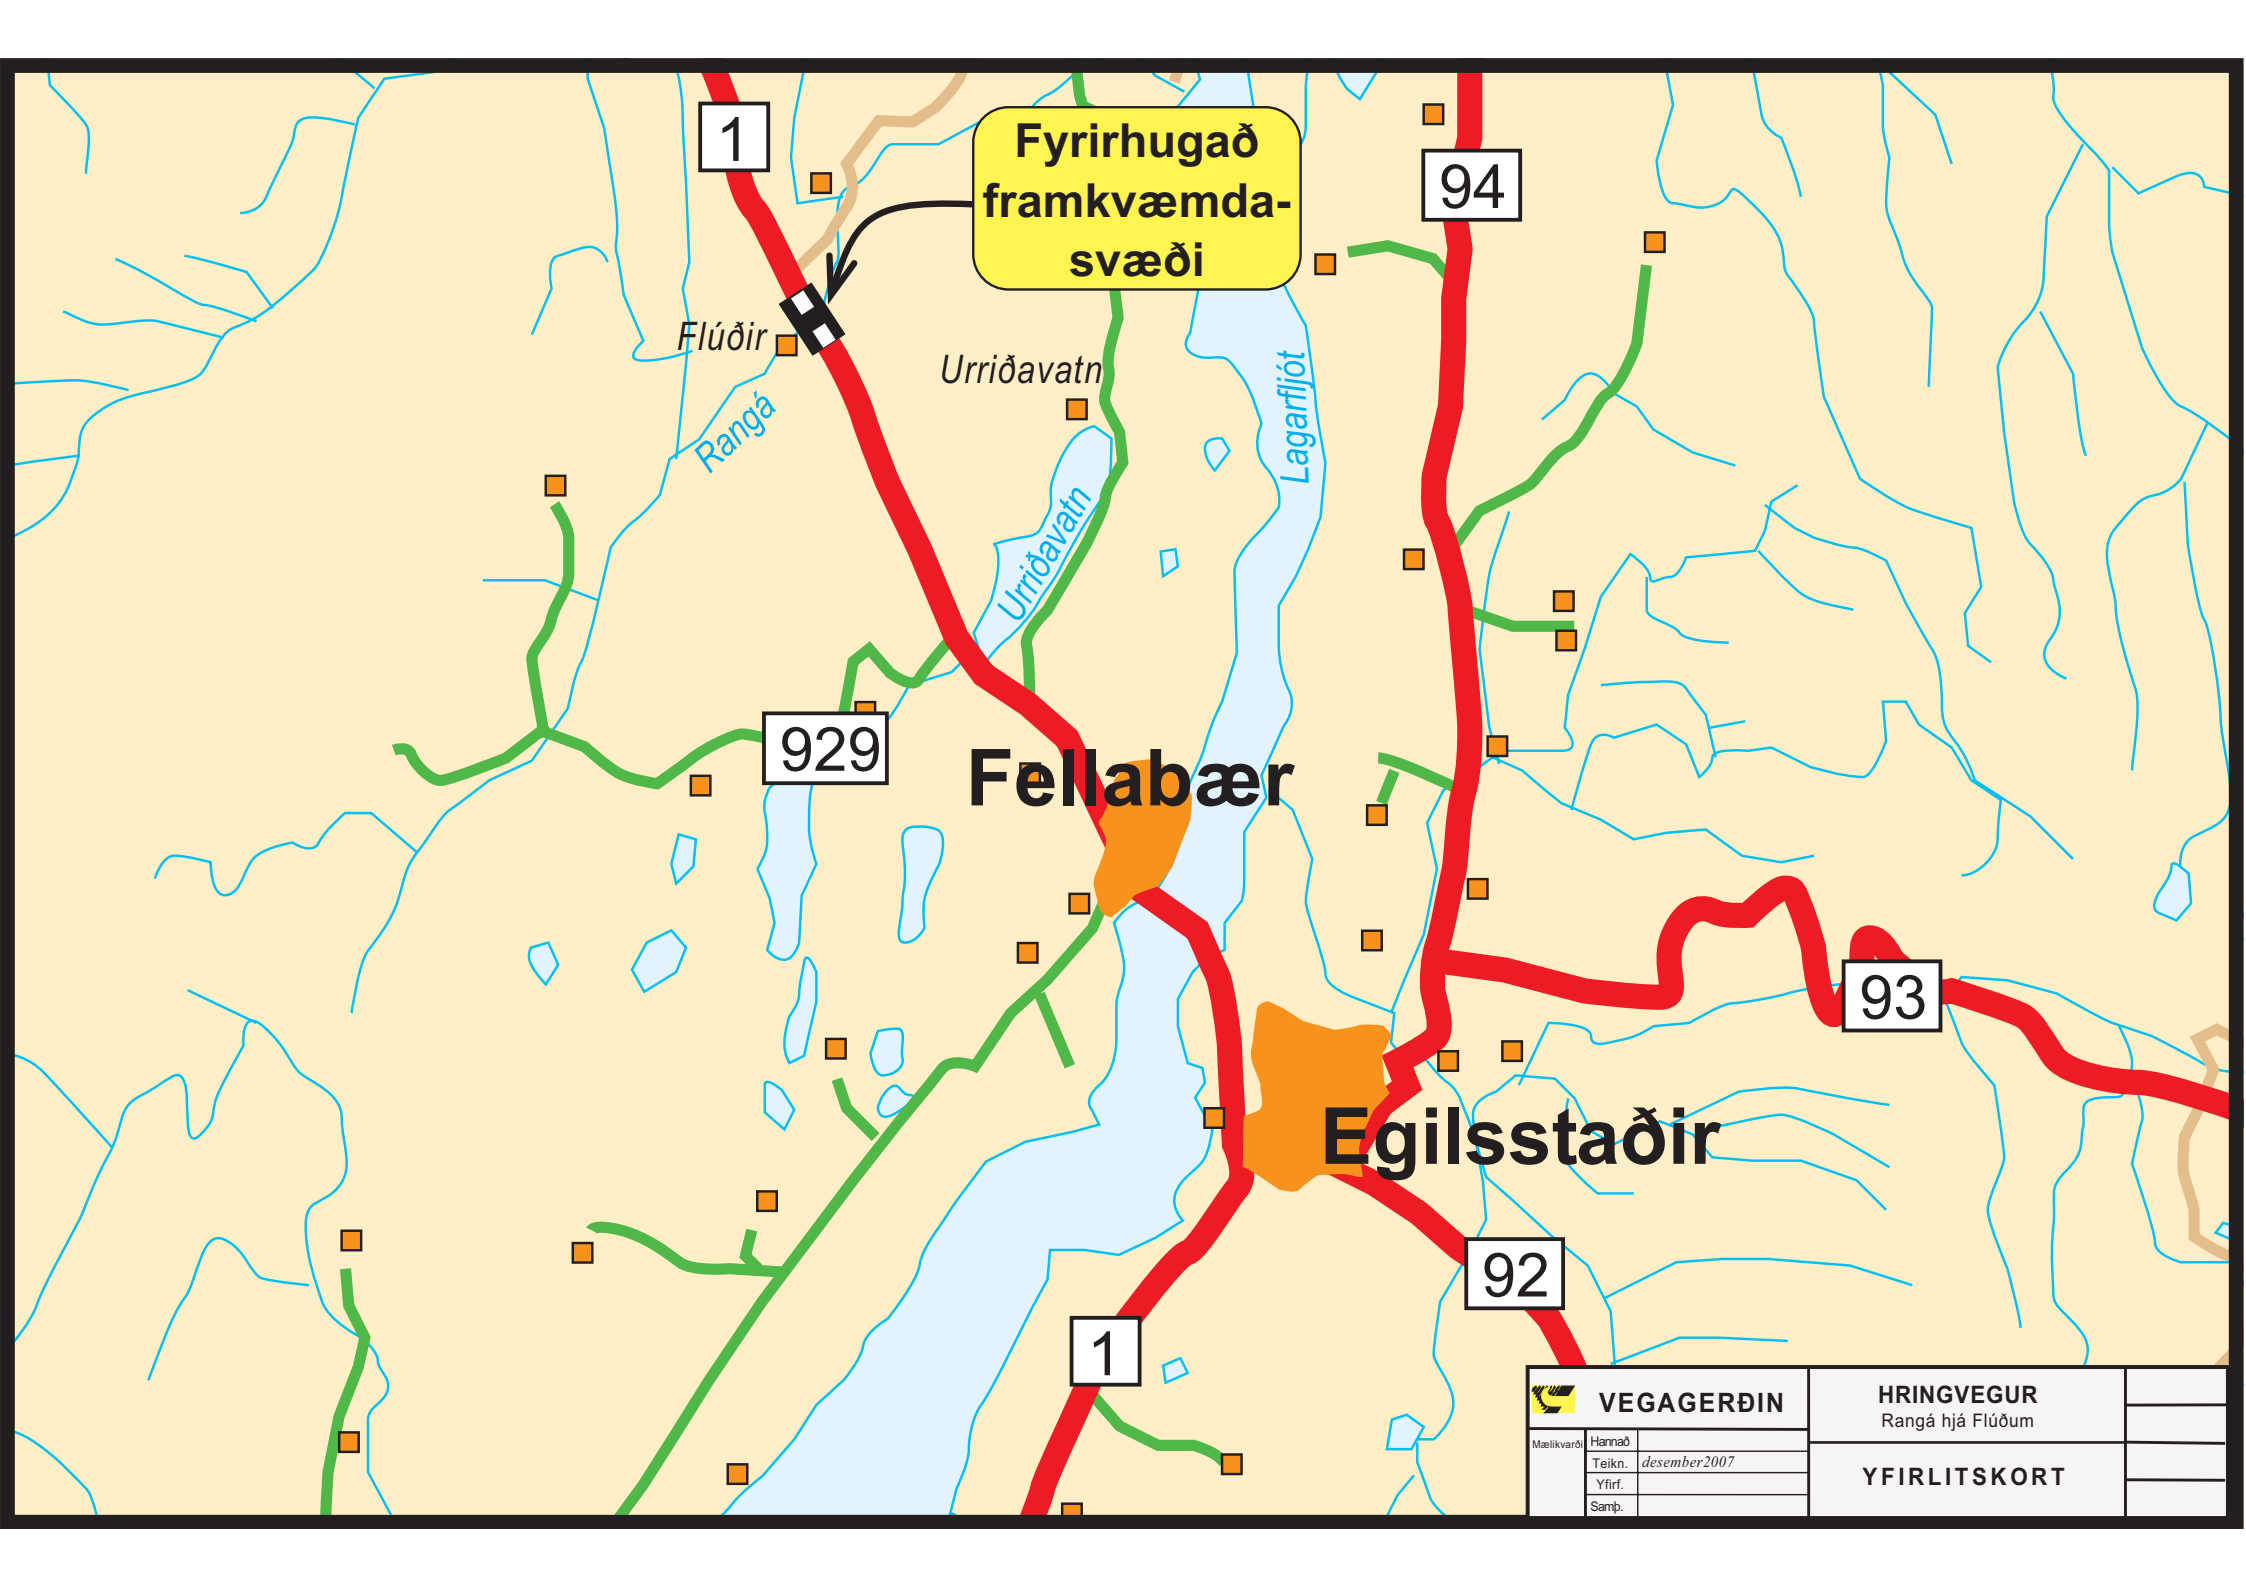 1
Fyrirhugað
framkvæmda-
svæði
94
Flúðir
Urriðavatn
Rangá
Lagarfljót
Urriðavatn
929
Fellabær
93
Egilsstaðir
92
1
VEGAGERÐIN
HRINGVEGUR
Rangá hjá Flúðum
Mælikvarði
Hannað
Teikn. desember2007
Yfirf.
Samþ.
YFIRLITSKORT